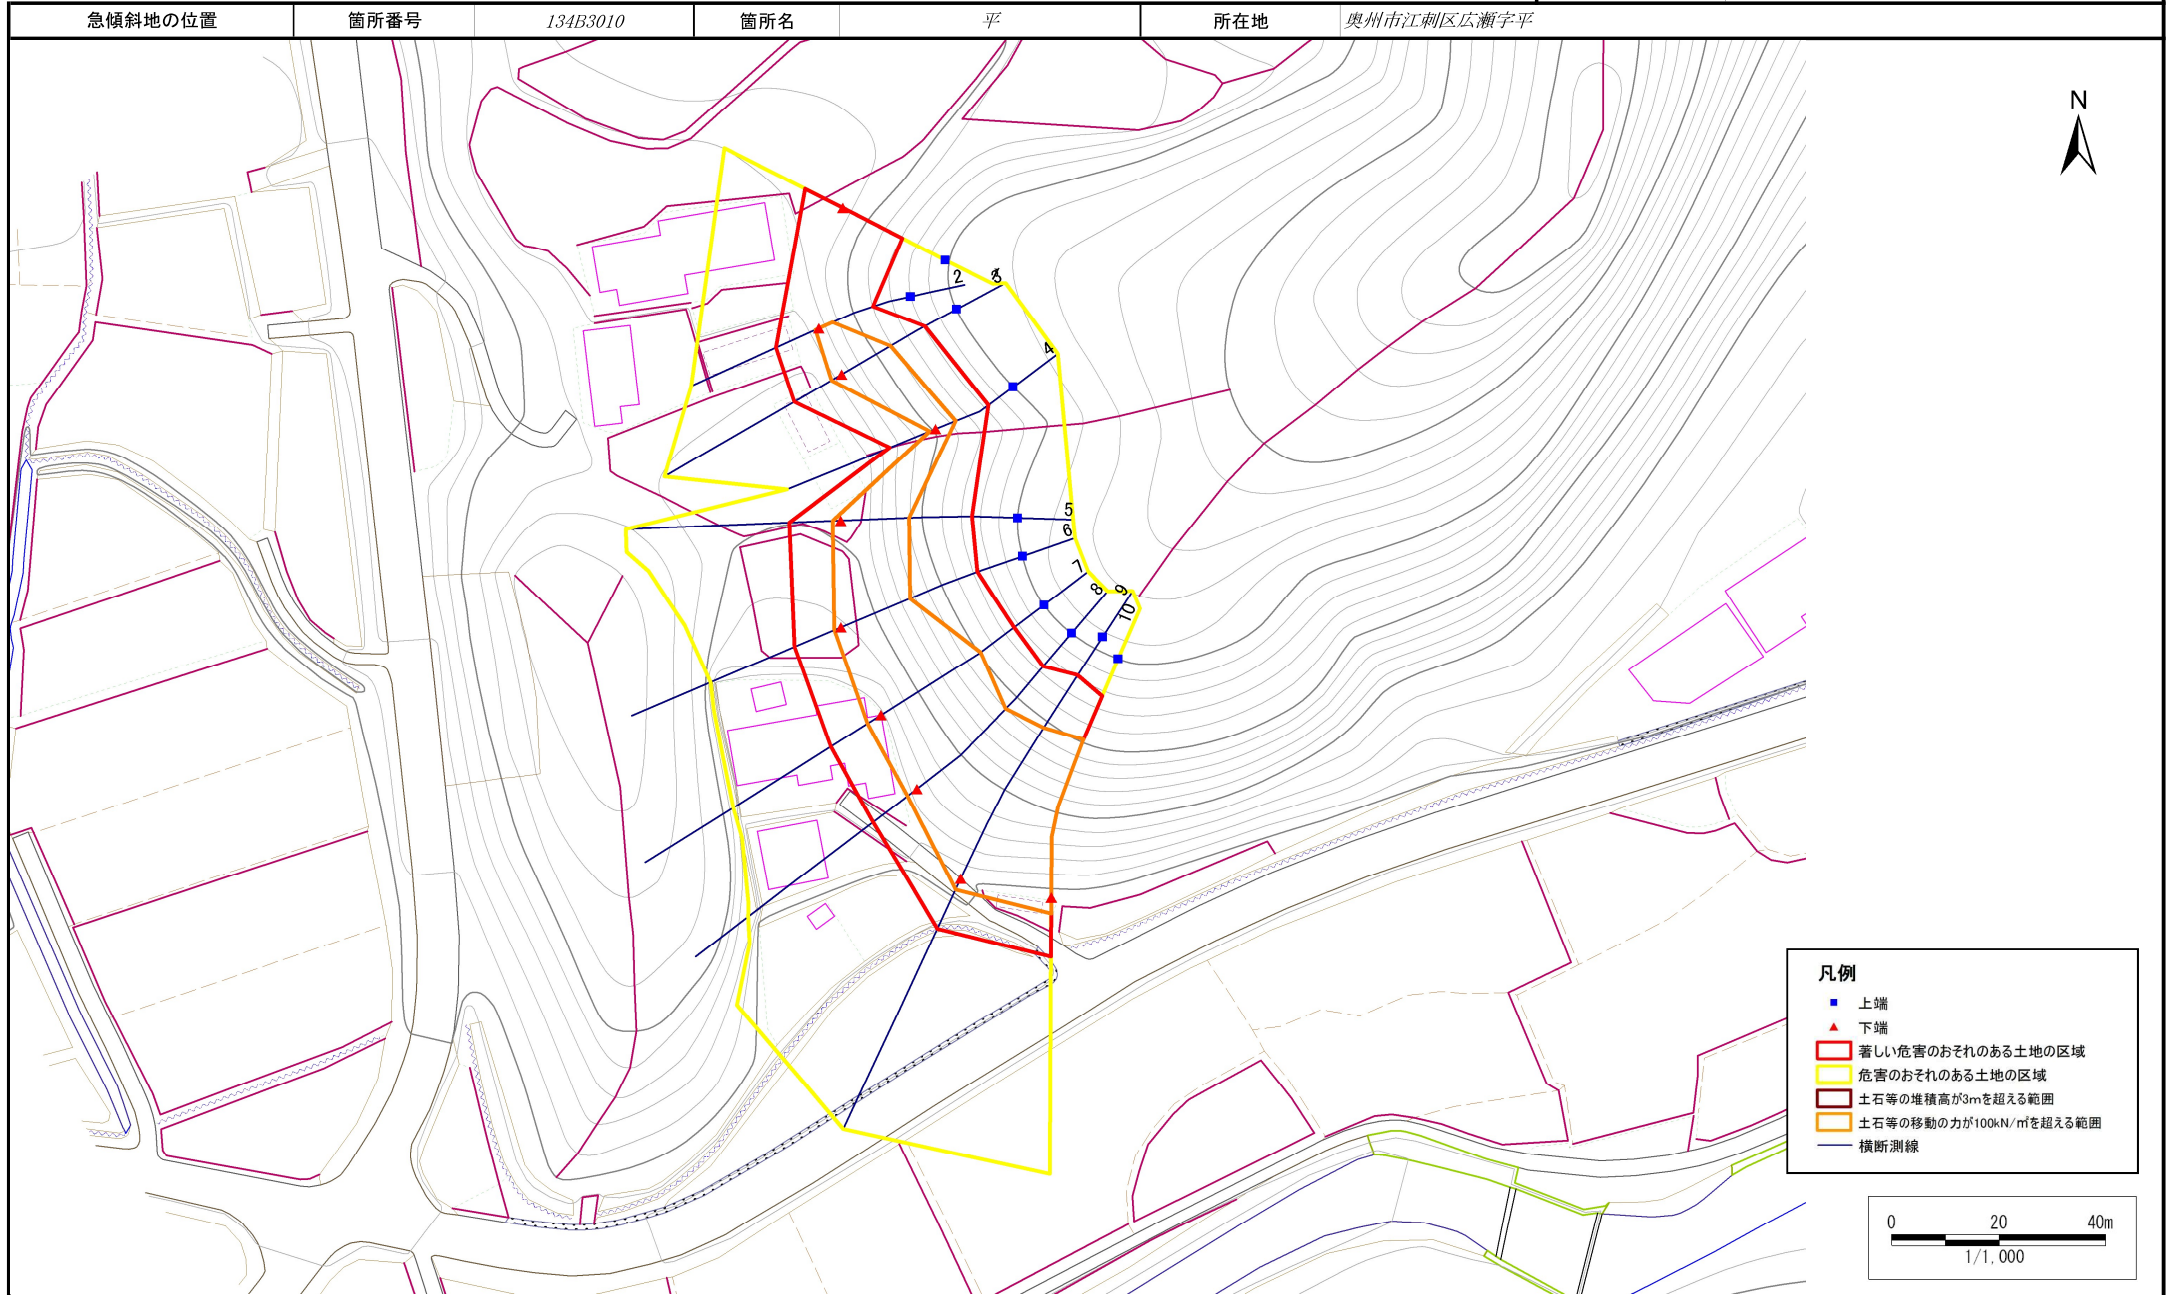 急傾斜地の位置 箇所番号 134B3010 箇所名 平 所在地 奥州市江刺区広瀬字平
N
2
3
4
5
6
7
8
9
10
凡例
上端
下端
著しい危害のおそれのある土地の区域
危害のおそれのある土地の区域
土石等の堆積高が3mを超える範囲
土石等の移動の力が100kN/㎡を超える範囲
横断測線
0 20 40m
1/1,000